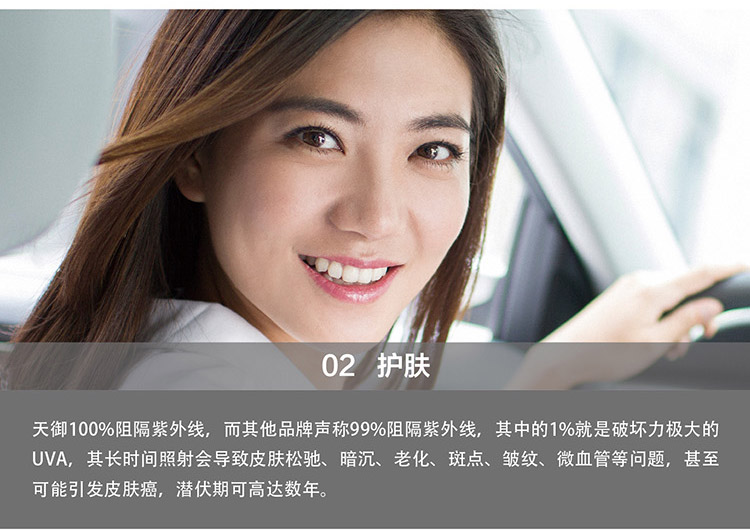 02 护肤
天御100%阻隔紫外线，而其他品牌声称99%阻隔紫外线，其中的1%就是破坏力极大的
UVA，其长时间照射会导致皮肤松驰、暗沉、老化、斑点、皱纹、微血管等问题，甚至
可能引发皮肤癌，潜伏期可高达数年。